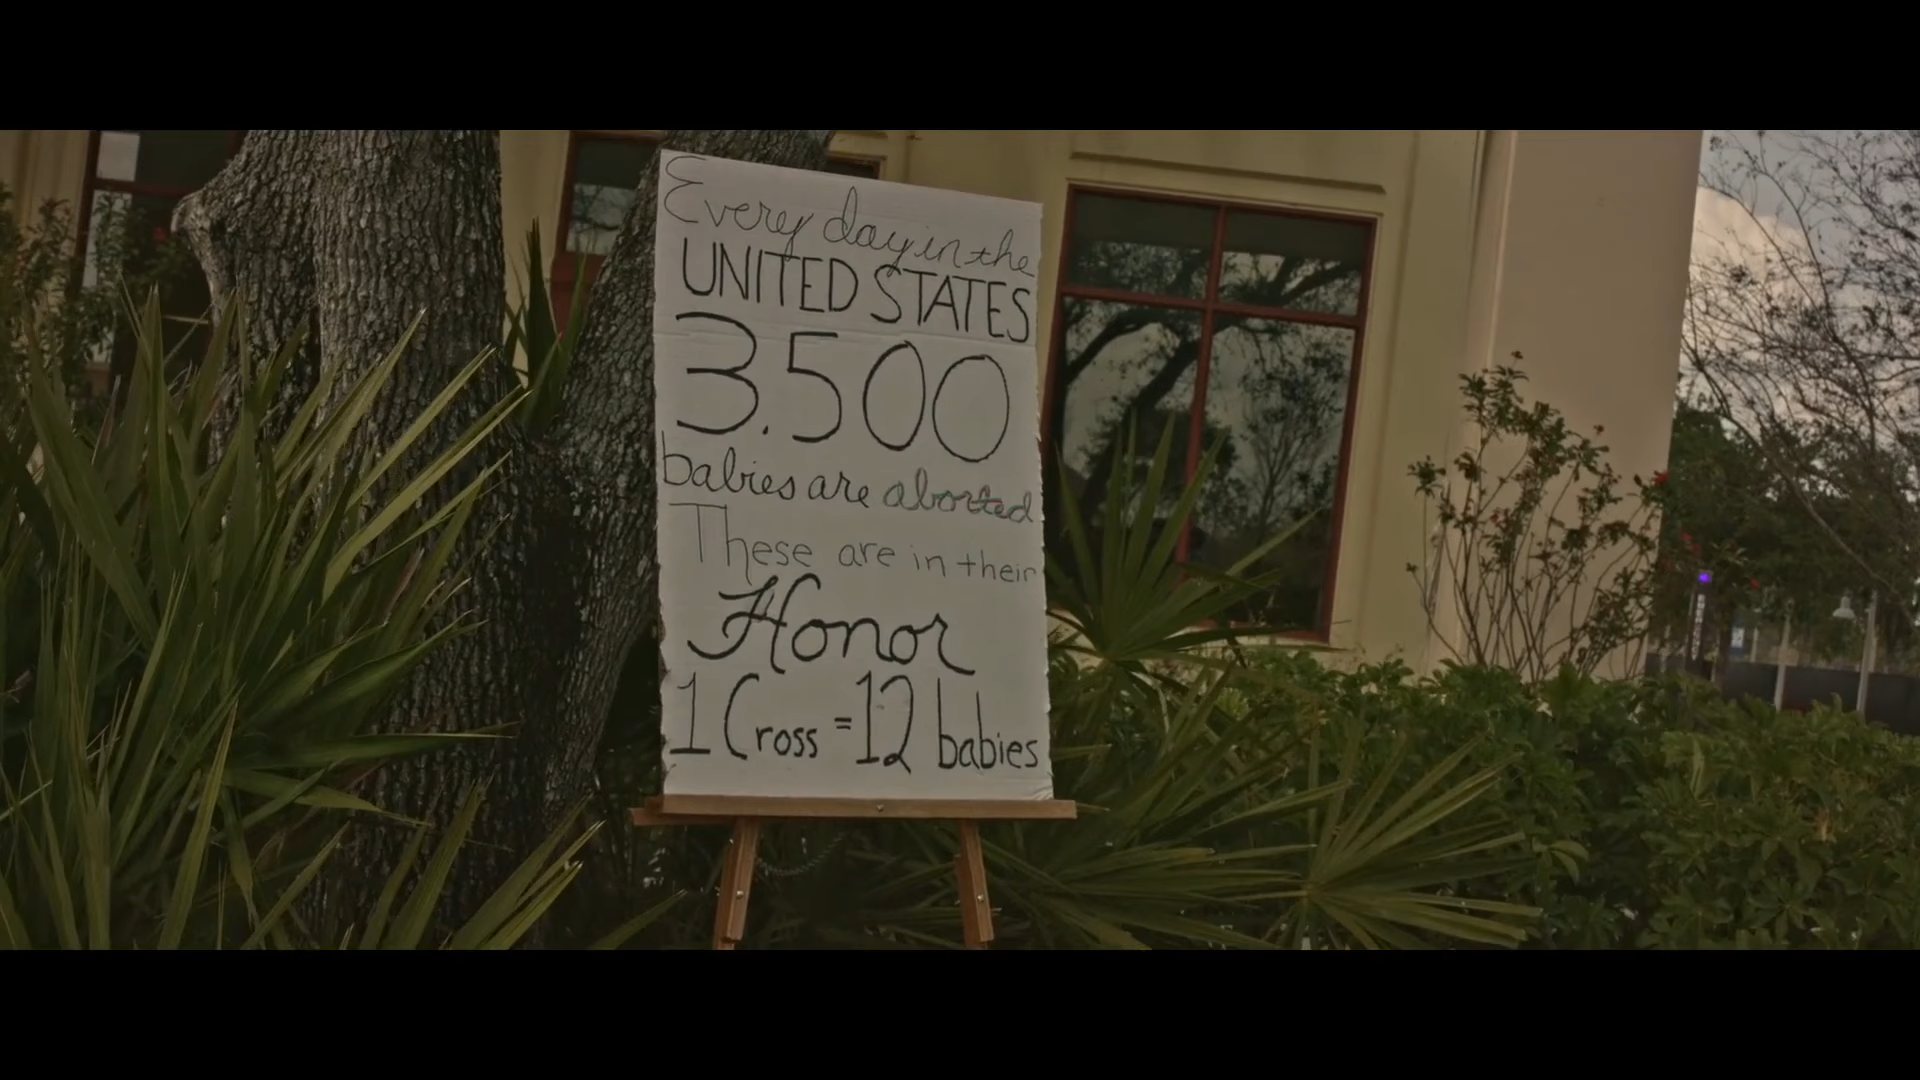 Every day in the
UNITED STATES
3.500
babies are aborted
These are in their
Honor
1 Cross = 12 babies